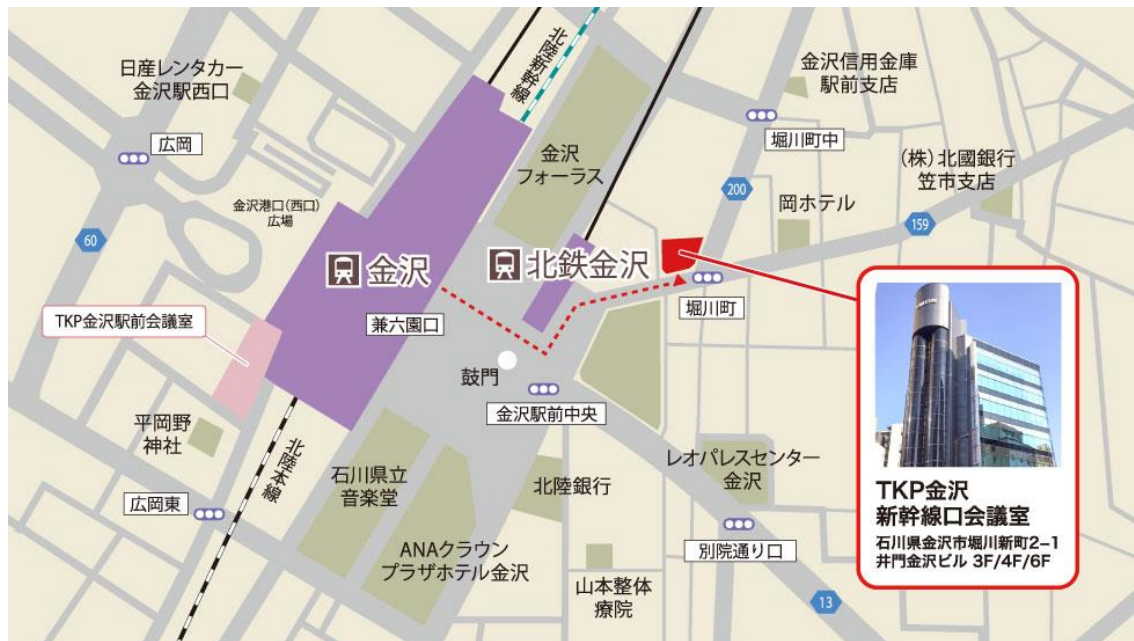 日産レンタカー
金沢駅西口
広岡
60
金沢港口(西口)
広場
北陸新幹線
金沢
フォーラス
金沢信用金庫
駅前支店
堀川町中
200
(株)北國銀行
笠市支店
岡ホテル
159
金沢
北鉄金沢
堀川町
TKP金沢駅前会議室
兼六園口
鼓門
金沢駅前中央
平岡野
神社
北陸本線
広岡東
石川県立
音楽堂
ANAクラウン
プラザホテル金沢
北陸銀行
山本整体
療院
レオパレスセンター
金沢
別院通り口
13
TKP金沢
新幹線口会議室
石川県金沢市堀川新町2−1
井門金沢ビル 3F/4F/6F